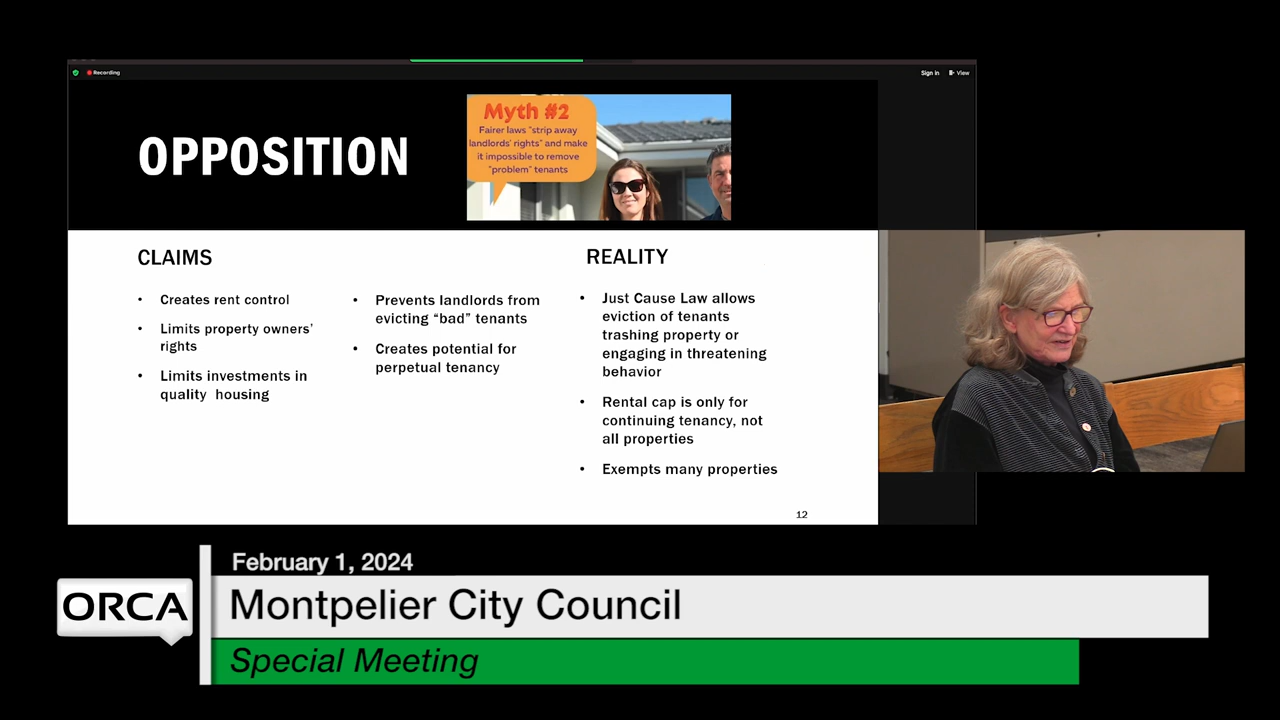 Recording
Sign In
View
OPPOSITION
Myth #2
Fairer laws "strip away
landlords' rights" and make
it impossible to remove
"problem" tenants
CLAIMS
• Creates rent control
• Limits property owners'
rights
• Limits investments in
quality housing
• Prevents landlords from
evicting “bad” tenants
• Creates potential for
perpetual tenancy
REALITY
• Just Cause Law allows
eviction of tenants
trashing property or
engaging in threatening
behavior
• Rental cap is only for
continuing tenancy, not
all properties
• Exempts many properties
12
February 1, 2024
ORCA
Montpelier City Council
Special Meeting